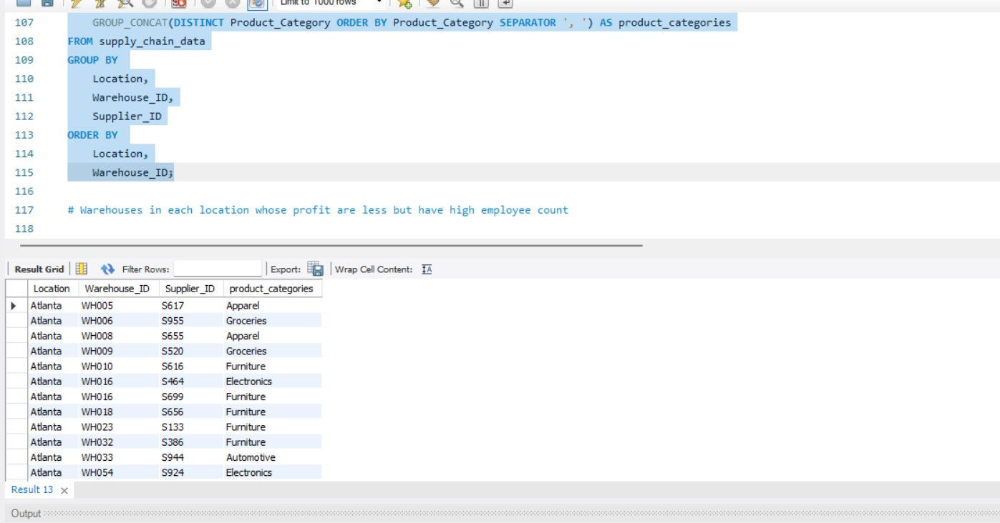 Limit to 1000 rows
107 GROUP_CONCAT(DISTINCT Product_Category ORDER BY Product_Category SEPARATOR ', ') AS product_categories
108 FROM supply_chain_data
109 GROUP BY
110 Location,
111 Warehouse_ID,
112 Supplier_ID
113 ORDER BY
114 Location,
115 Warehouse_ID;
116
117 # Warehouses in each location whose profit are less but have high employee count
118
Result Grid Filter Rows: Export: Wrap Cell Content: IA
Location Warehouse_ID Supplier_ID product_categories
Atlanta WH005 S617 Apparel
Atlanta WH006 S955 Groceries
Atlanta WH008 S655 Apparel
Atlanta WH009 S520 Groceries
Atlanta WH010 S616 Furniture
Atlanta WH016 S464 Electronics
Atlanta WH016 S699 Furniture
Atlanta WH018 S656 Furniture
Atlanta WH023 S133 Furniture
Atlanta WH032 S386 Furniture
Atlanta WH033 S944 Automotive
Atlanta WH054 S924 Electronics
Result 13 ×
Output